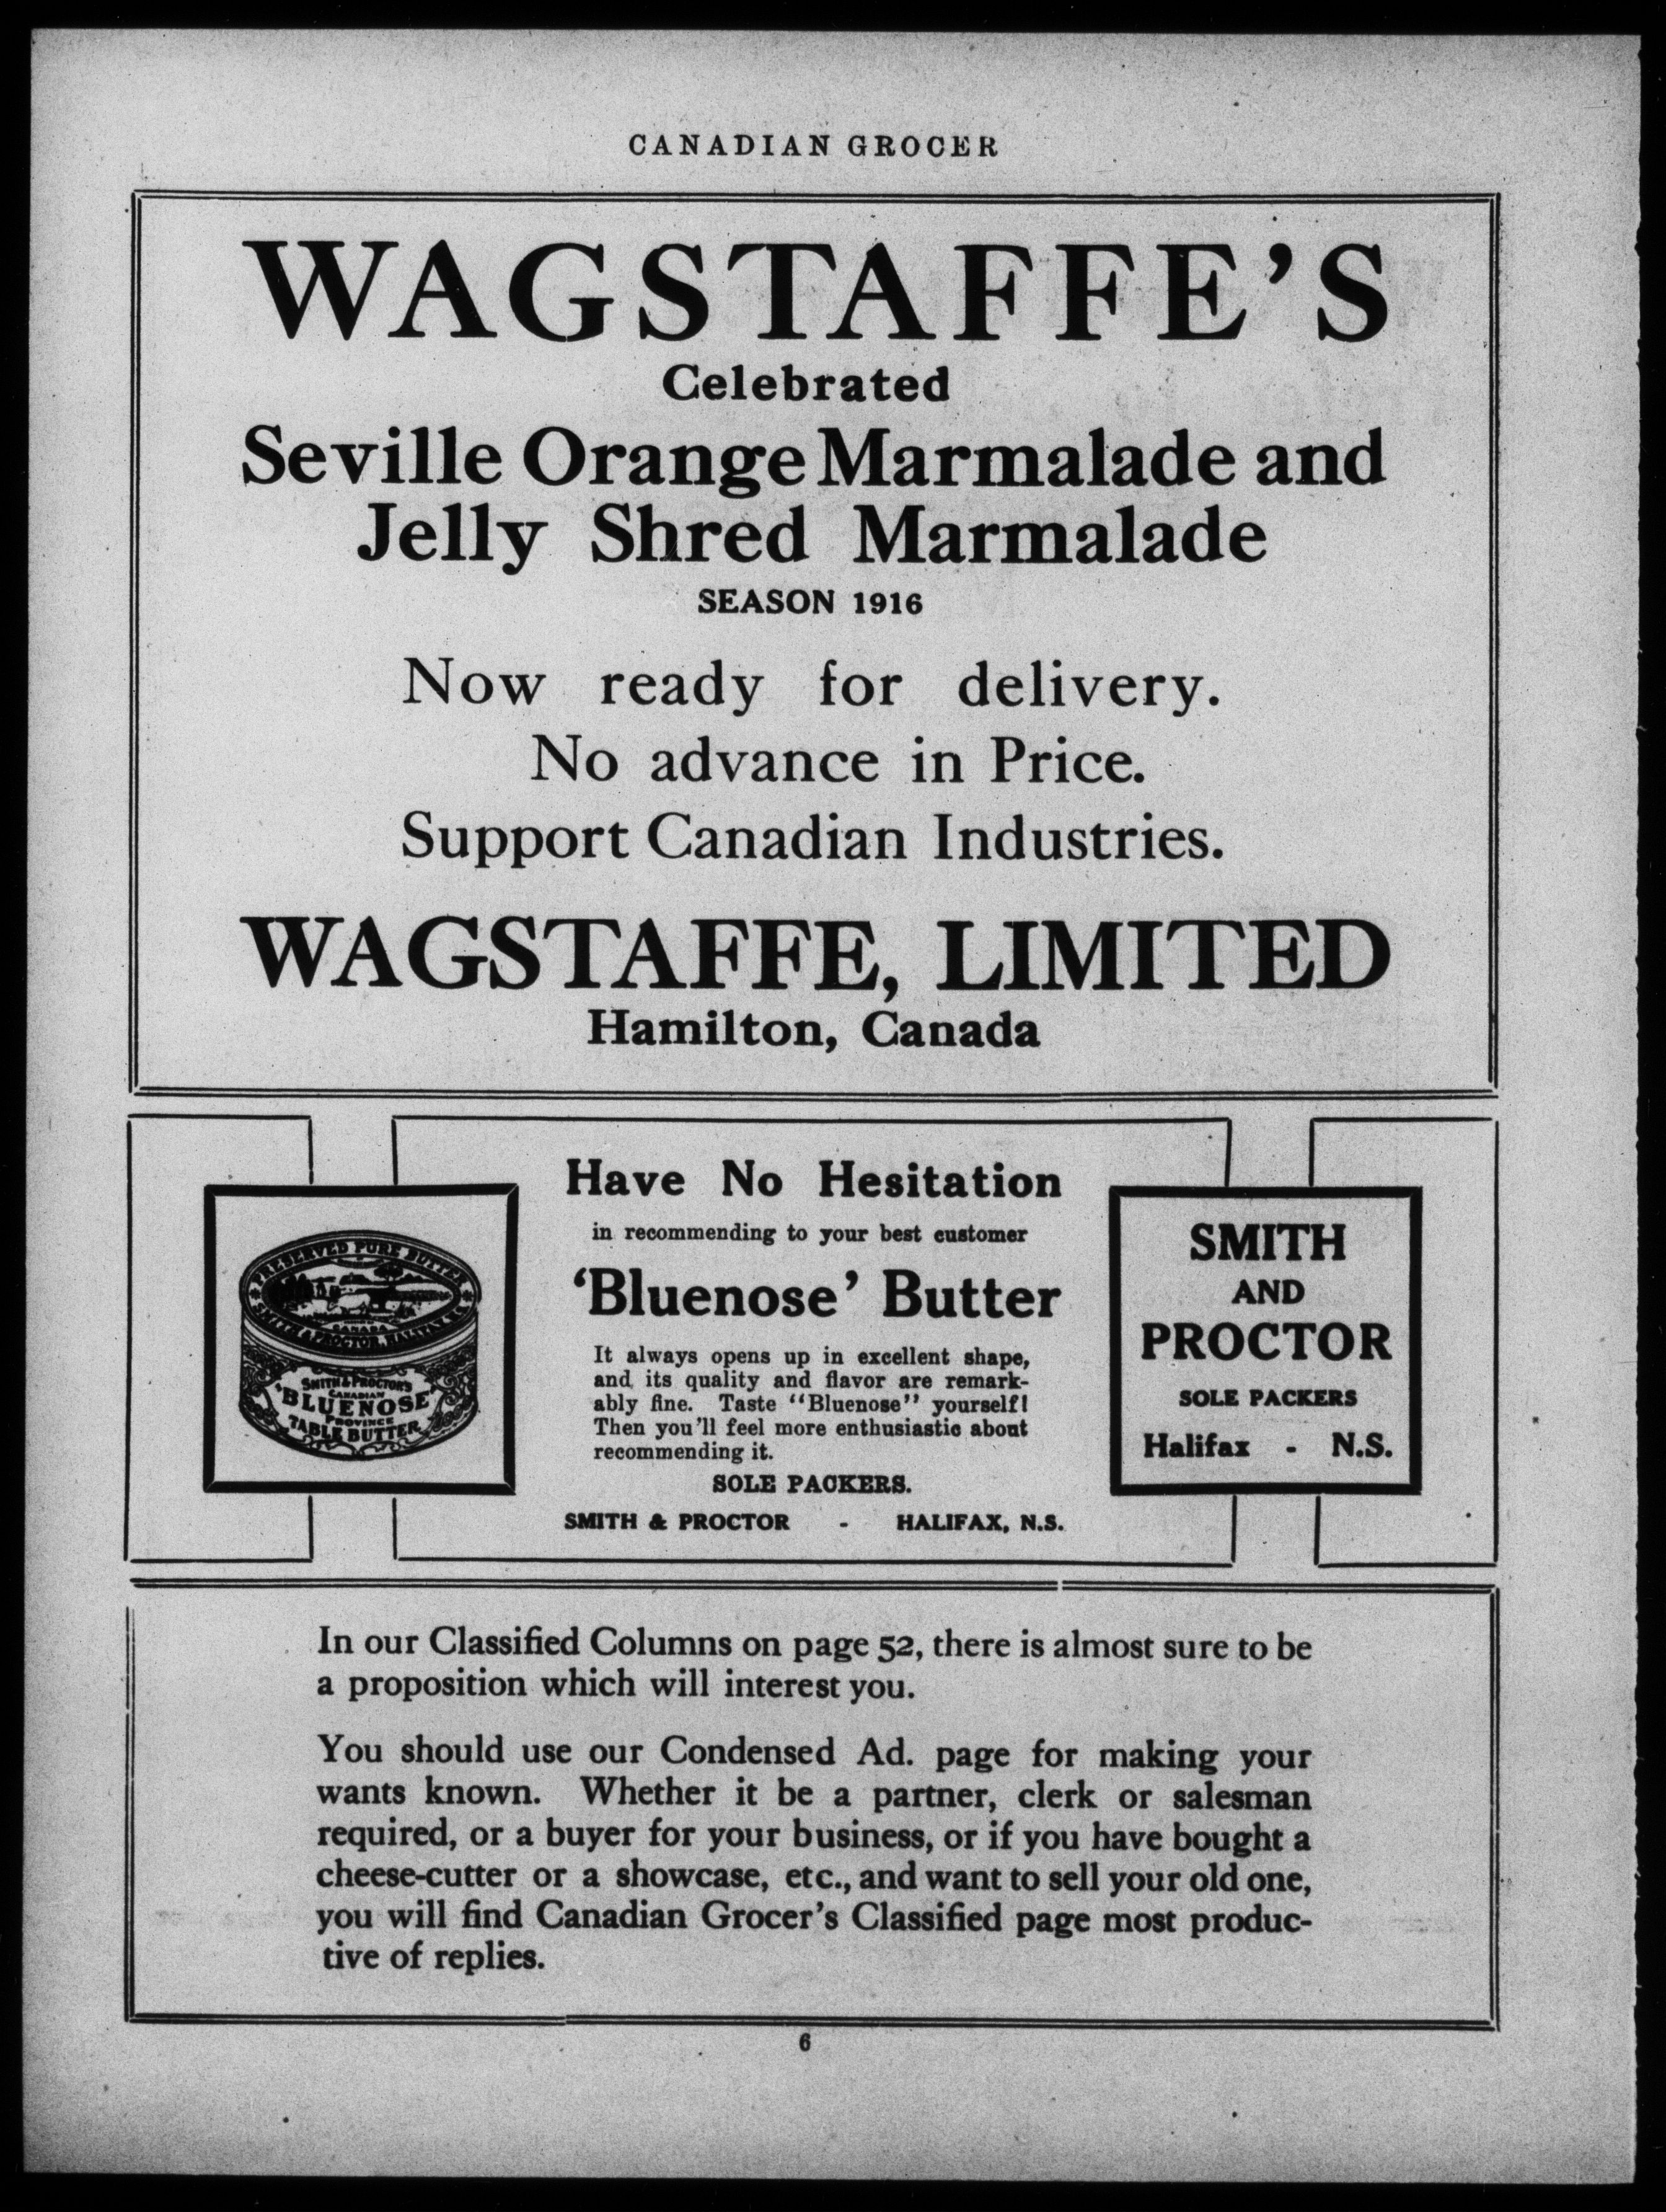 CANADIAN GROCER
WAGSTAFFE'S
Celebrated
Seville Orange Marmalade and
Jelly Shred Marmalade
SEASON 1916
Now ready for delivery.
No advance in Price.
Support Canadian Industries.
WAGSTAFFE, LIMITED
Hamilton, Canada
PRESERVED PURE BUTTER
CANADA
SMITH & PROCTOR, HALIFAX, N.S.
SMITH & PROCTOR'S
CANADIAN
'BLUENOSE'
PROVINCE
TABLE BUTTER
Have No Hesitation
in recommending to your best customer
'Bluenose' Butter
It always opens up in excellent shape,
and its quality and flavor are remark-
ably fine. Taste "Bluenose" yourself!
Then you'll feel more enthusiastic about
recommending it.
SOLE PACKERS.
SMITH & PROCTOR - HALIFAX, N.S.
SMITH
AND
PROCTOR
SOLE PACKERS
Halifax - N.S.
In our Classified Columns on page 52, there is almost sure to be
a proposition which will interest you.
You should use our Condensed Ad. page for making your
wants known. Whether it be a partner, clerk or salesman
required, or a buyer for your business, or if you have bought a
cheese-cutter or a showcase, etc., and want to sell your old one,
you will find Canadian Grocer's Classified page most produc-
tive of replies.
6